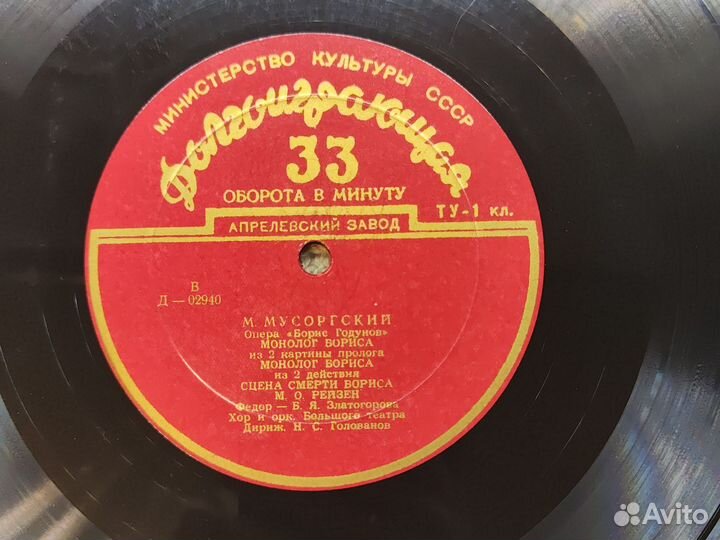 МИНИСТЕРСТВО КУЛЬТУРЫ СССР
Долгоиграющая
33
ОБОРОТА В МИНУТУ
ТУ-1 кл.
АПРЕЛЕВСКИЙ ЗАВОД
В
Д — 02940
М. МУСОРГСКИЙ
Опера «Борис Годунов»
МОНОЛОГ БОРИСА
из 2 картины пролога
МОНОЛОГ БОРИСА
из 2 действия
СЦЕНА СМЕРТИ БОРИСА
М. О. РЕЙЗЕН
Федор — Б. Я. Златогорова
Хор и орк. Большого театра
Дириж. Н. С. Голованов
Avito